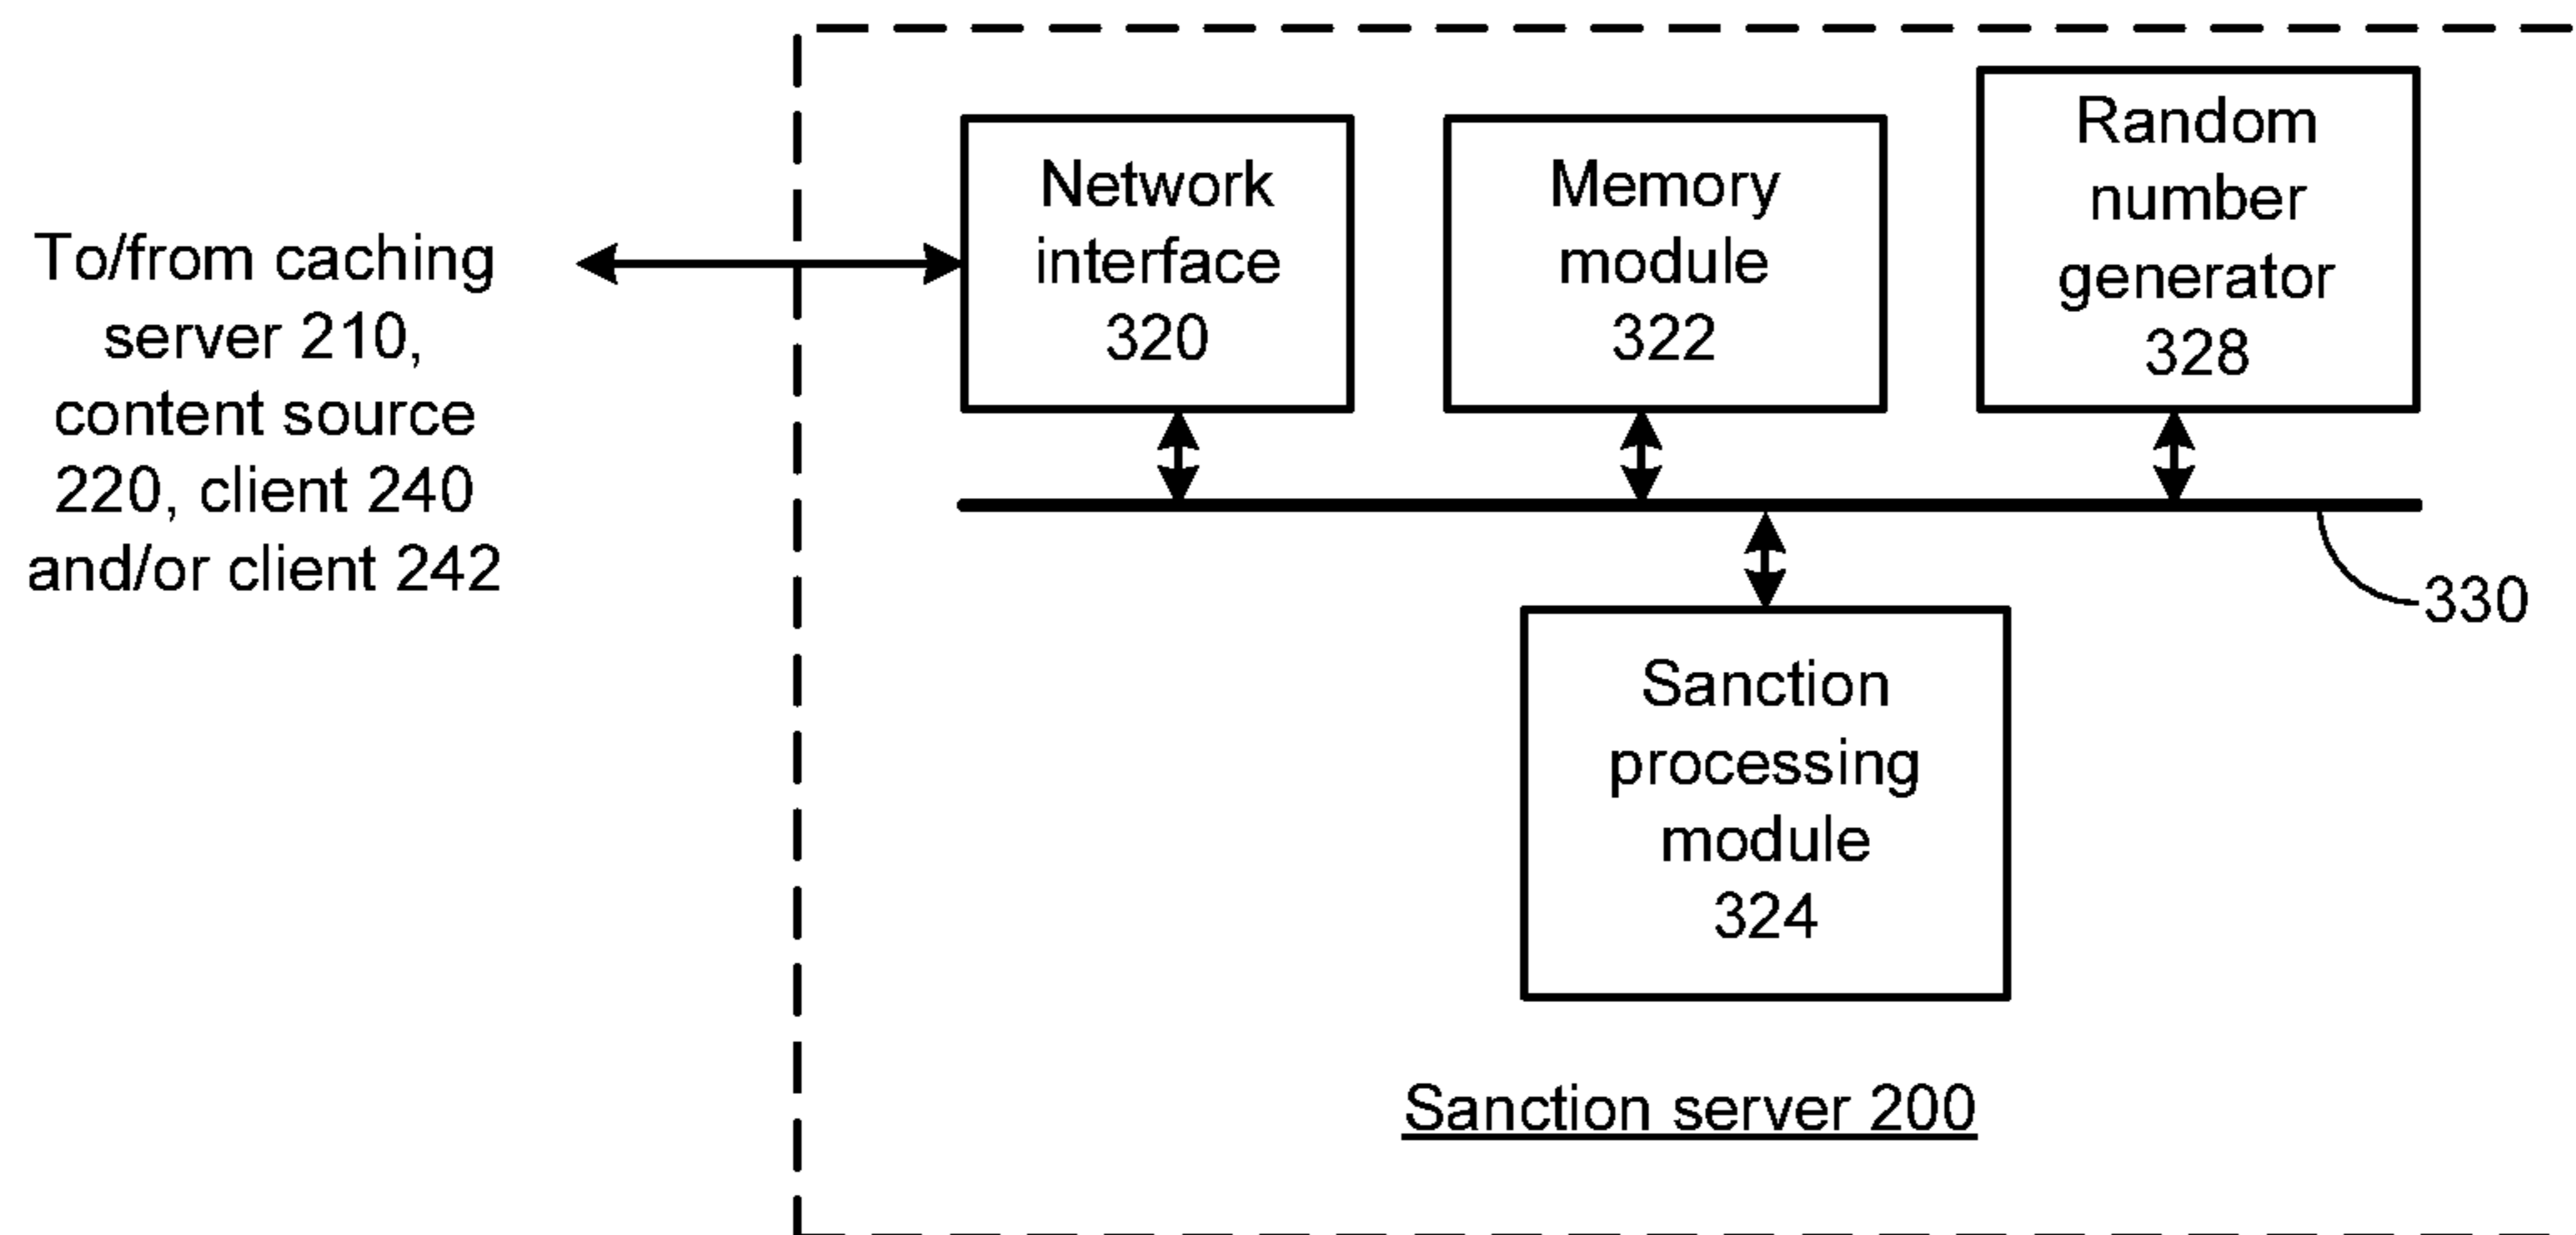 To/from caching
server 210,
content source
220, client 240
and/or client 242
Network
interface
320
Memory
module
322
Random
number
generator
328
330
Sanction
processing
module
324
Sanction server 200